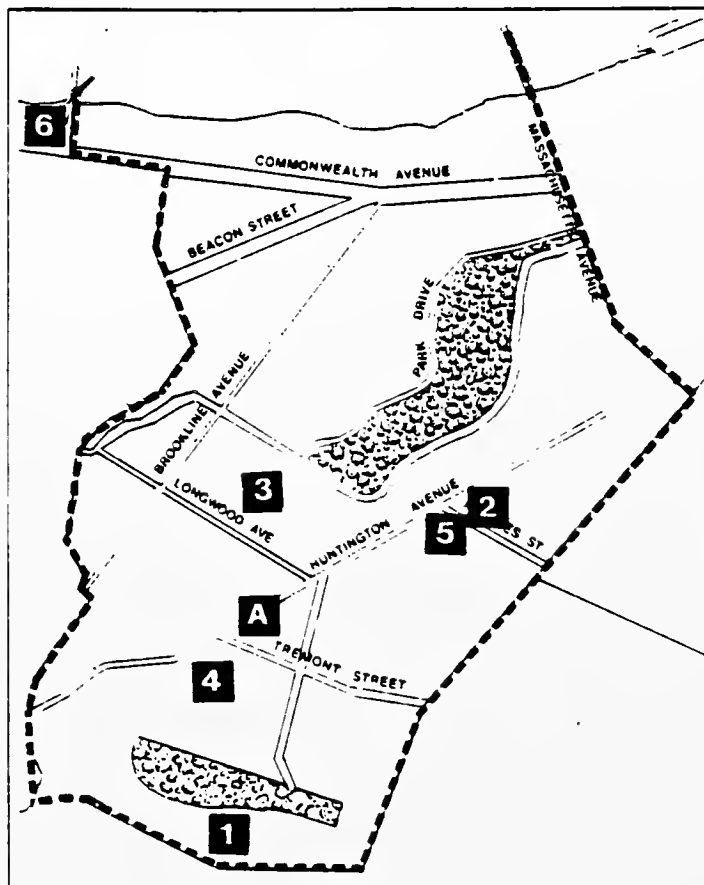 6
COMMONWEALTH AVENUE
MASSACHUSETTS AVENUE
BEACON STREET
PARK DRIVE
BROOKLINE AVENUE
3
LONGWOOD AVE
HUNTINGTON AVENUE
2
5
ST
A
TREMONT STREET
4
1